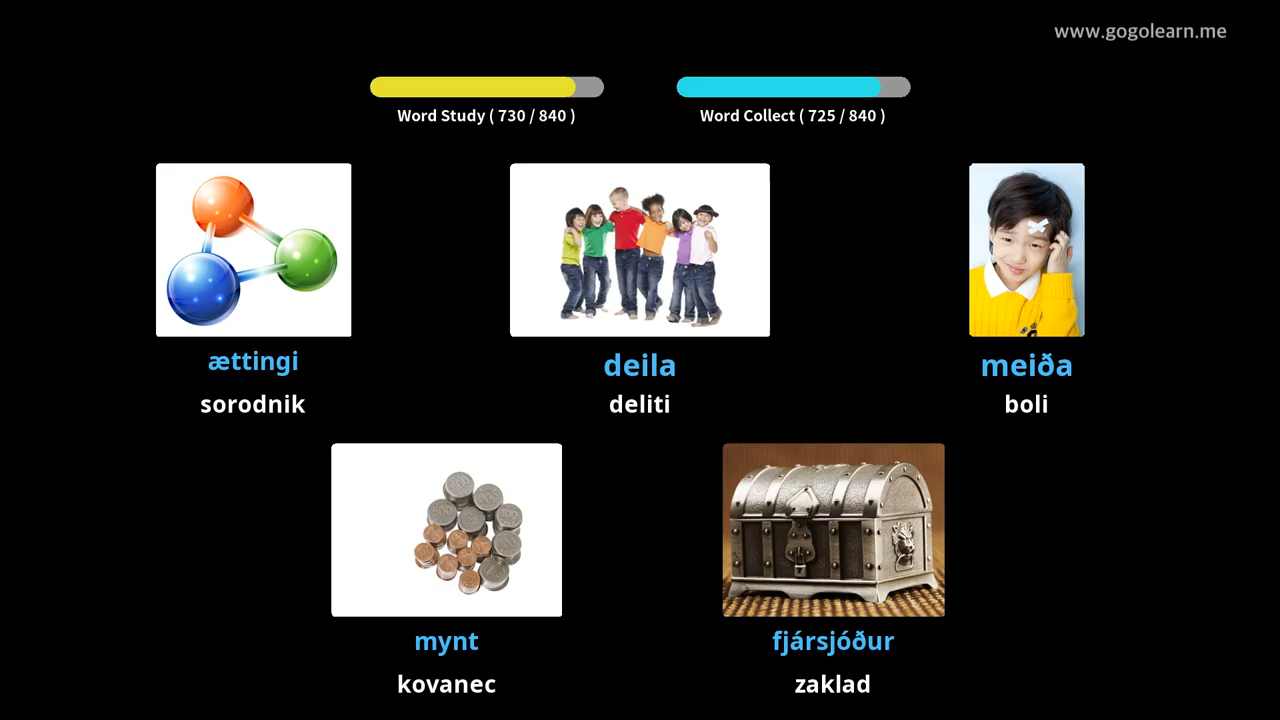 www.gogolearn.me
Word Study ( 730 / 840 )
Word Collect ( 725 / 840 )
ættingi
sorodnik
deila
deliti
meiða
boli
mynt
kovanec
fjársjóður
zaklad